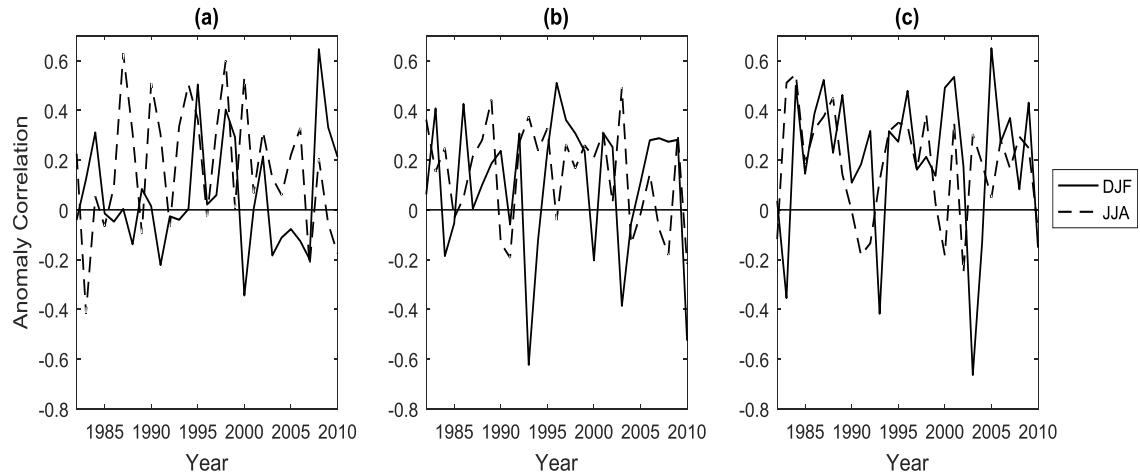 (a) (b) (c)
0.6 0.6 0.6
0.4 0.4 0.4
0.2 0.2 0.2
0 0 0
-0.2 -0.2 -0.2
-0.4 -0.4 -0.4
-0.6 -0.6 -0.6
-0.8 -0.8 -0.8
Anomaly Correlation
DJF
JJA
1985 1990 1995 2000 2005 2010 1985 1990 1995 2000 2005 2010 1985 1990 1995 2000 2005 2010
Year Year Year